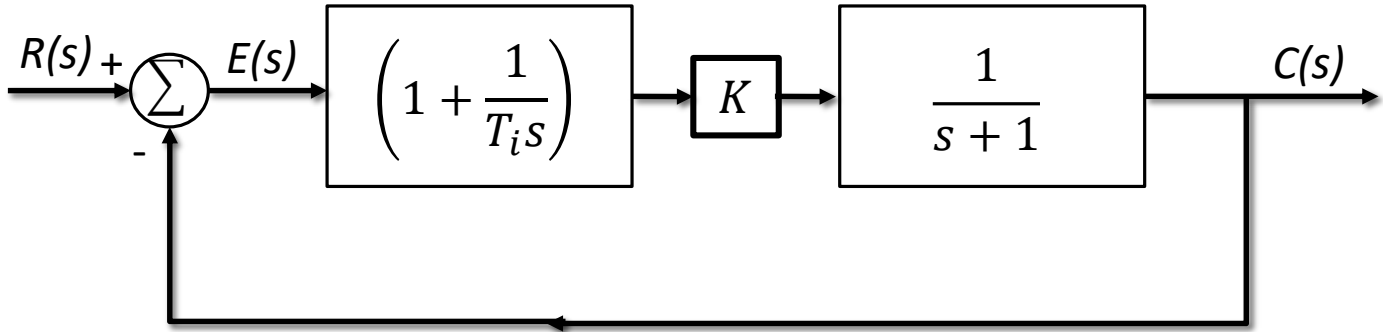 R(s) + E(s) C(s)
∑
(1 + 1/(T_i s))
K
1/(s + 1)
-